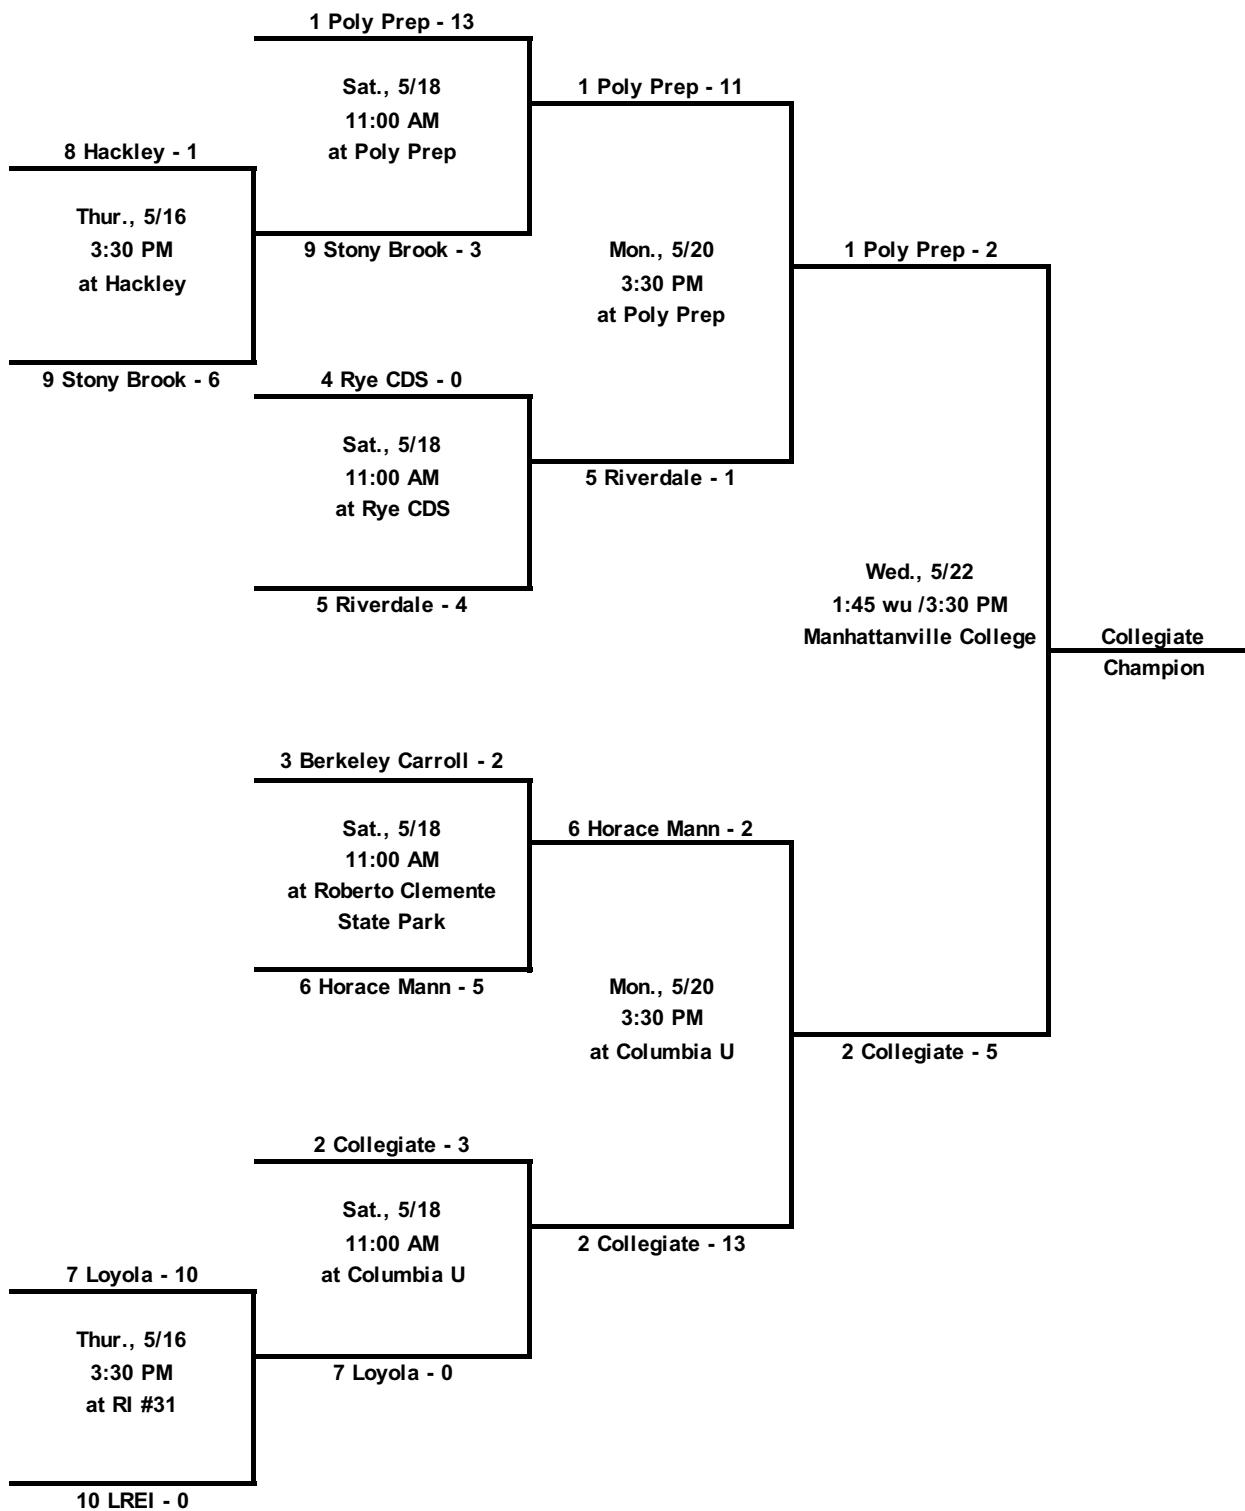 1 Poly Prep - 13
Sat., 5/18
11:00 AM
at Poly Prep
1 Poly Prep - 11
8 Hackley - 1
Thur., 5/16
3:30 PM
at Hackley
9 Stony Brook - 3
9 Stony Brook - 6
Mon., 5/20
3:30 PM
at Poly Prep
1 Poly Prep - 2
4 Rye CDS - 0
Sat., 5/18
11:00 AM
at Rye CDS
5 Riverdale - 1
5 Riverdale - 4
Wed., 5/22
1:45 wu /3:30 PM
Manhattanville College
Collegiate
Champion
3 Berkeley Carroll - 2
Sat., 5/18
11:00 AM
at Roberto Clemente
State Park
6 Horace Mann - 2
6 Horace Mann - 5
Mon., 5/20
3:30 PM
at Columbia U
2 Collegiate - 5
2 Collegiate - 3
Sat., 5/18
11:00 AM
at Columbia U
2 Collegiate - 13
7 Loyola - 10
Thur., 5/16
3:30 PM
at RI #31
7 Loyola - 0
10 LREI - 0